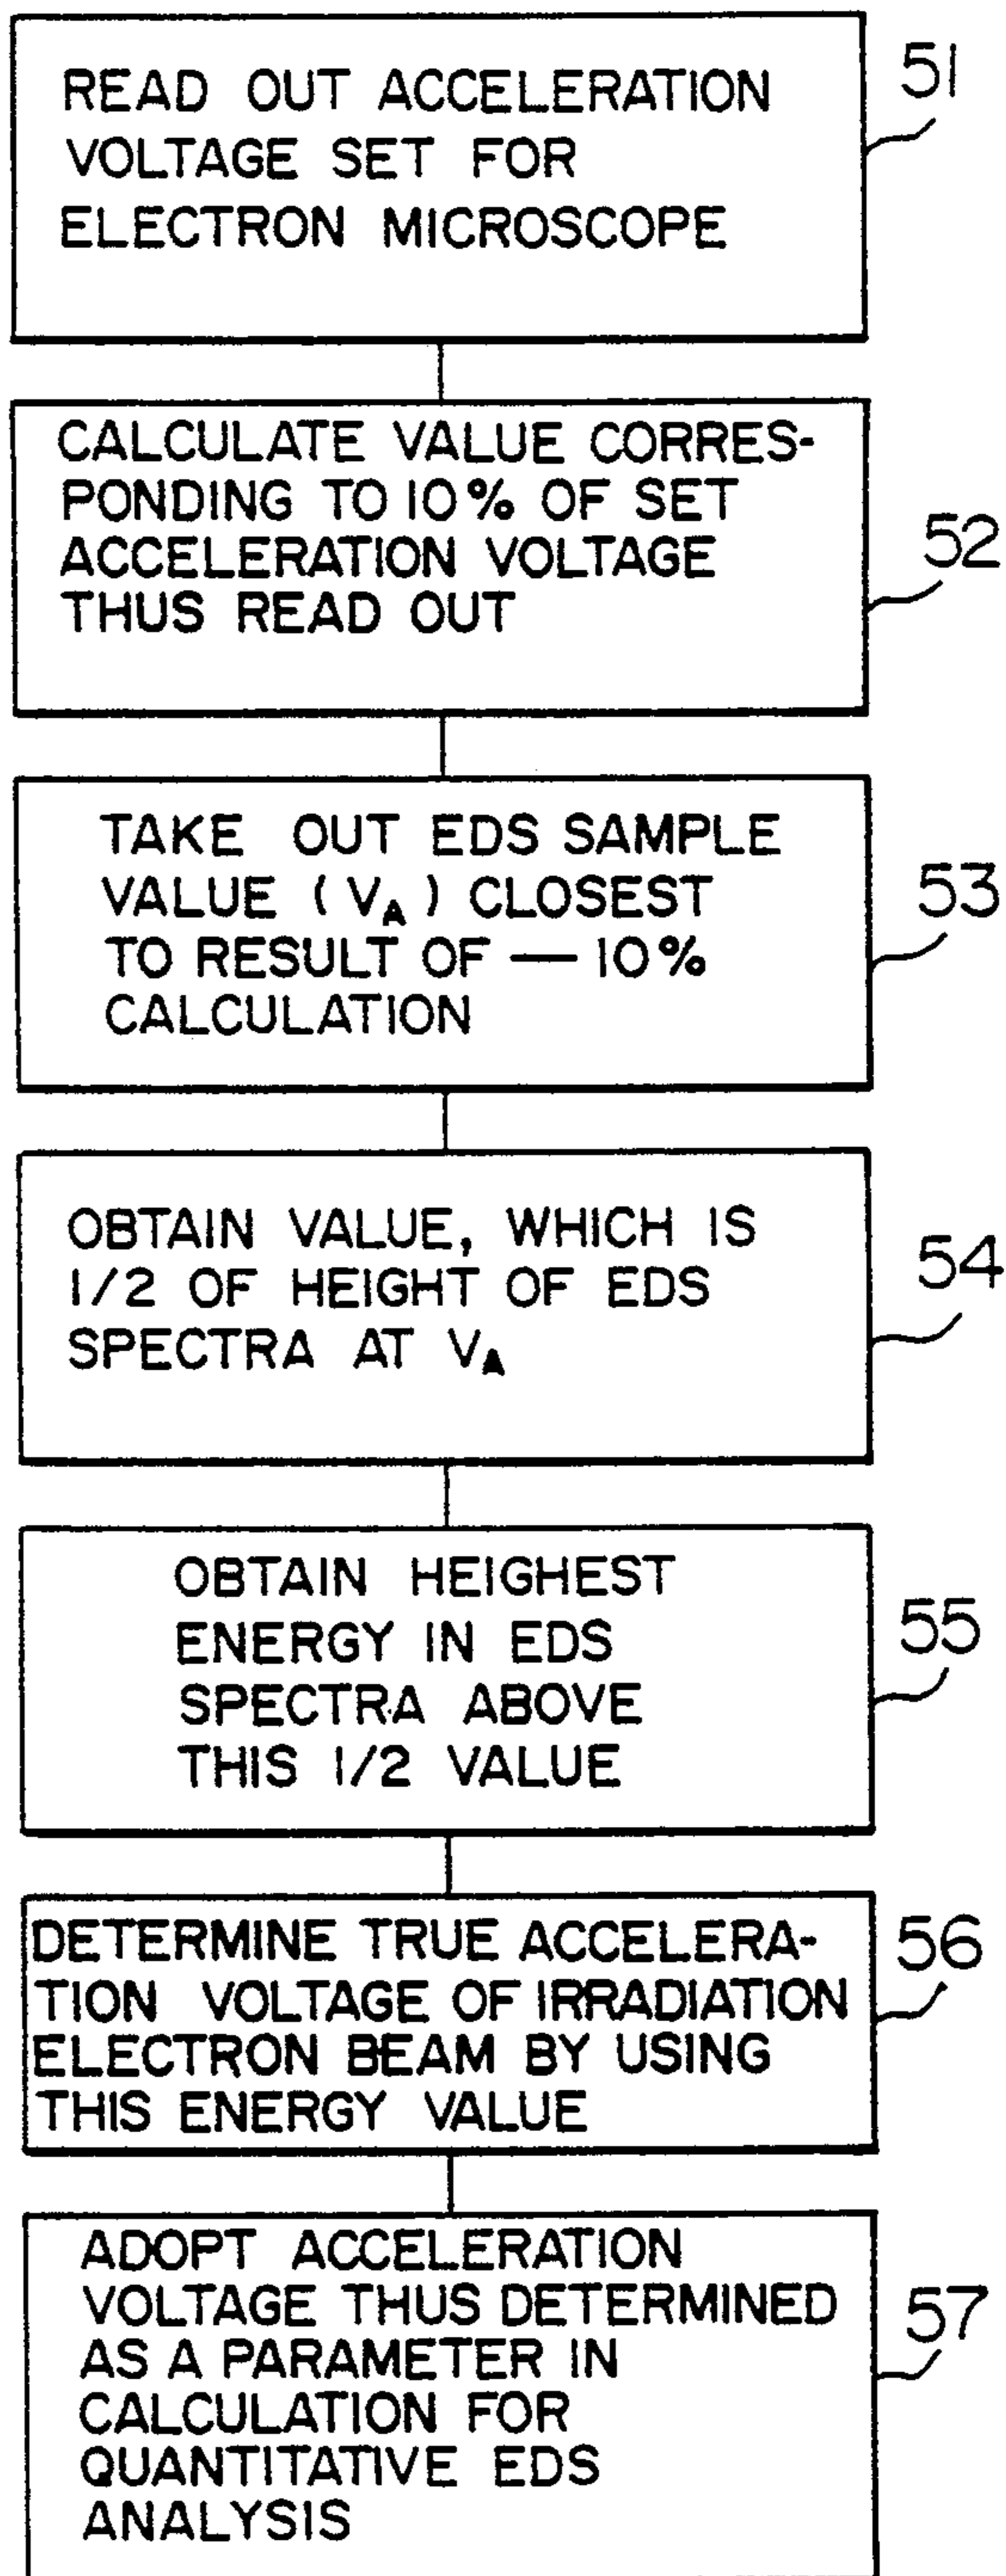 READ OUT ACCELERATION
VOLTAGE SET FOR
ELECTRON MICROSCOPE
51
CALCULATE VALUE CORRES-
PONDING TO 10% OF SET
ACCELERATION VOLTAGE
THUS READ OUT
52
TAKE OUT EDS SAMPLE
VALUE (VA) CLOSEST
TO RESULT OF — 10%
CALCULATION
53
OBTAIN VALUE, WHICH IS
1/2 OF HEIGHT OF EDS
SPECTRA AT VA
54
OBTAIN HEIGHEST
ENERGY IN EDS
SPECTRA ABOVE
THIS 1/2 VALUE
55
DETERMINE TRUE ACCELERA-
TION VOLTAGE OF IRRADIATION
ELECTRON BEAM BY USING
THIS ENERGY VALUE
56
ADOPT ACCELERATION
VOLTAGE THUS DETERMINED
AS A PARAMETER IN
CALCULATION FOR
QUANTITATIVE EDS
ANALYSIS
57